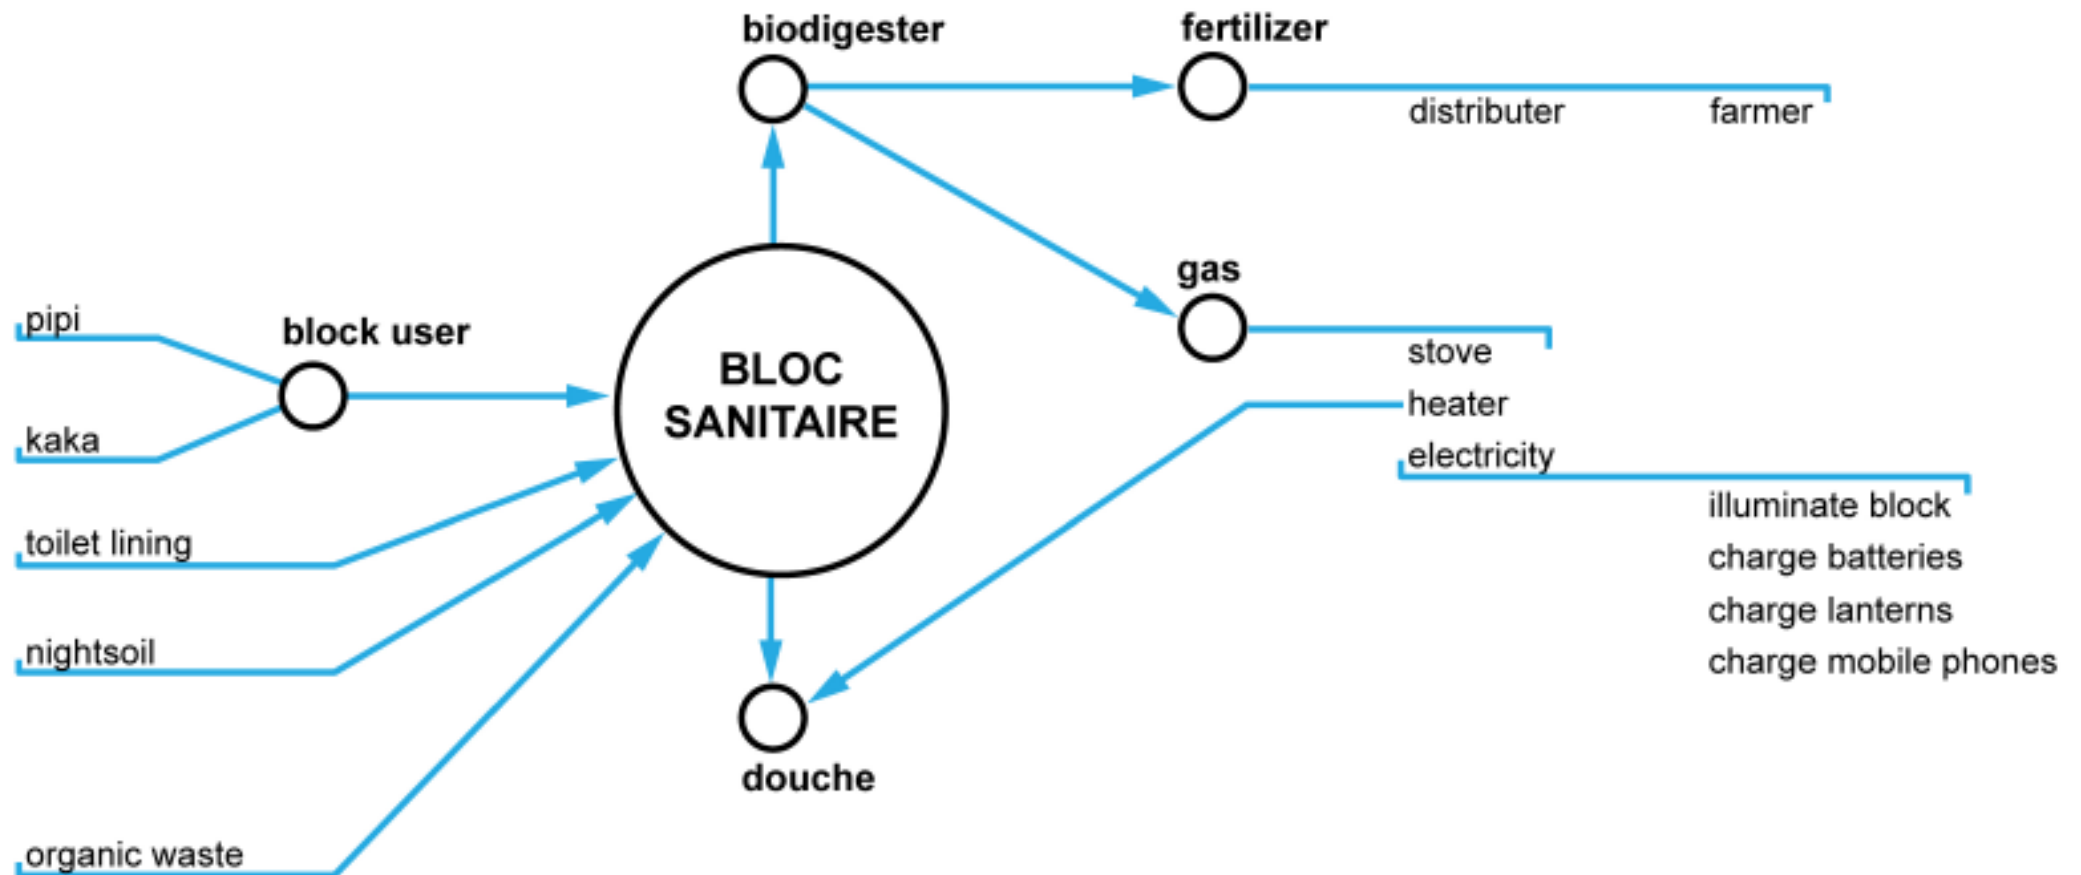 biodigester
fertilizer
distributer
farmer
gas
stove
heater
electricity
illuminate block
charge batteries
charge lanterns
charge mobile phones
pipi
block user
kaka
toilet lining
nightsoil
organic waste
BLOC
SANITAIRE
douche